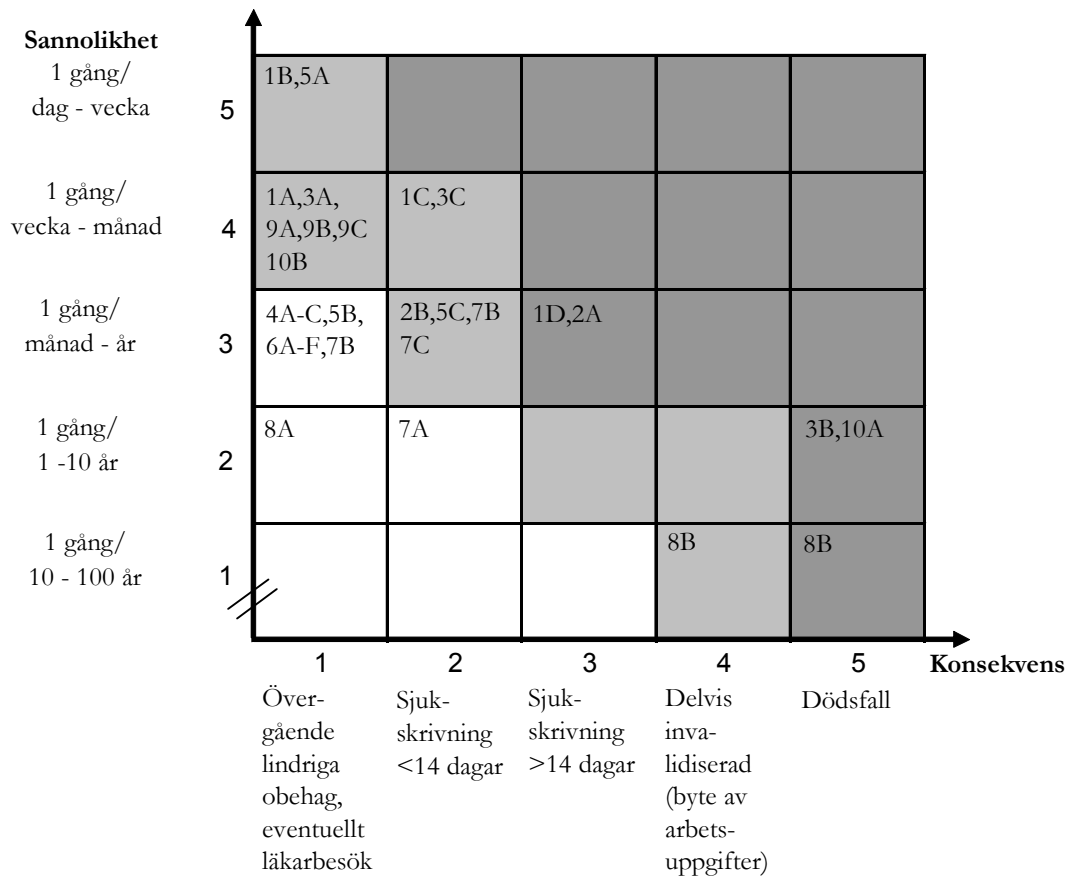 Sannolikhet
1 gång/
dag - vecka
5
1B,5A
1 gång/
vecka - månad
4
1A,3A,
9A,9B,9C
10B
1C,3C
1 gång/
månad - år
3
4A-C,5B,
6A-F,7B
2B,5C,7B
7C
1D,2A
1 gång/
1 -10 år
2
8A
7A
3B,10A
1 gång/
10 - 100 år
1
8B
8B
1
2
3
4
5
Konsekvens
Över-
gående
lindriga
obehag,
eventuellt
läkarbesök
Sjuk-
skrivning
<14 dagar
Sjuk-
skrivning
>14 dagar
Delvis
inva-
lidiserad
(byte av
arbets-
uppgifter)
Dödsfall